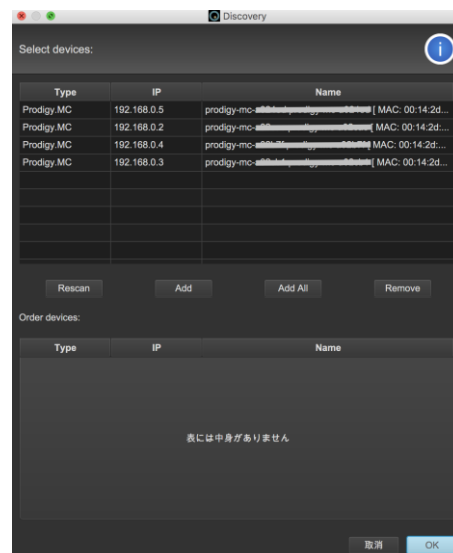 Discovery
Select devices:
Type IP Name
Prodigy.MC 192.168.0.5 prodigy-mc- [ MAC: 00:14:2d...
Prodigy.MC 192.168.0.2 prodigy-mc- [ MAC: 00:14:2d:...
Prodigy.MC 192.168.0.4 prodigy-mc- MAC: 00:14:2d:...
Prodigy.MC 192.168.0.3 prodigy-mc- [ MAC: 00:14:2d...
Rescan Add Add All Remove
Order devices:
Type IP Name
表には中身がありません
取消 OK